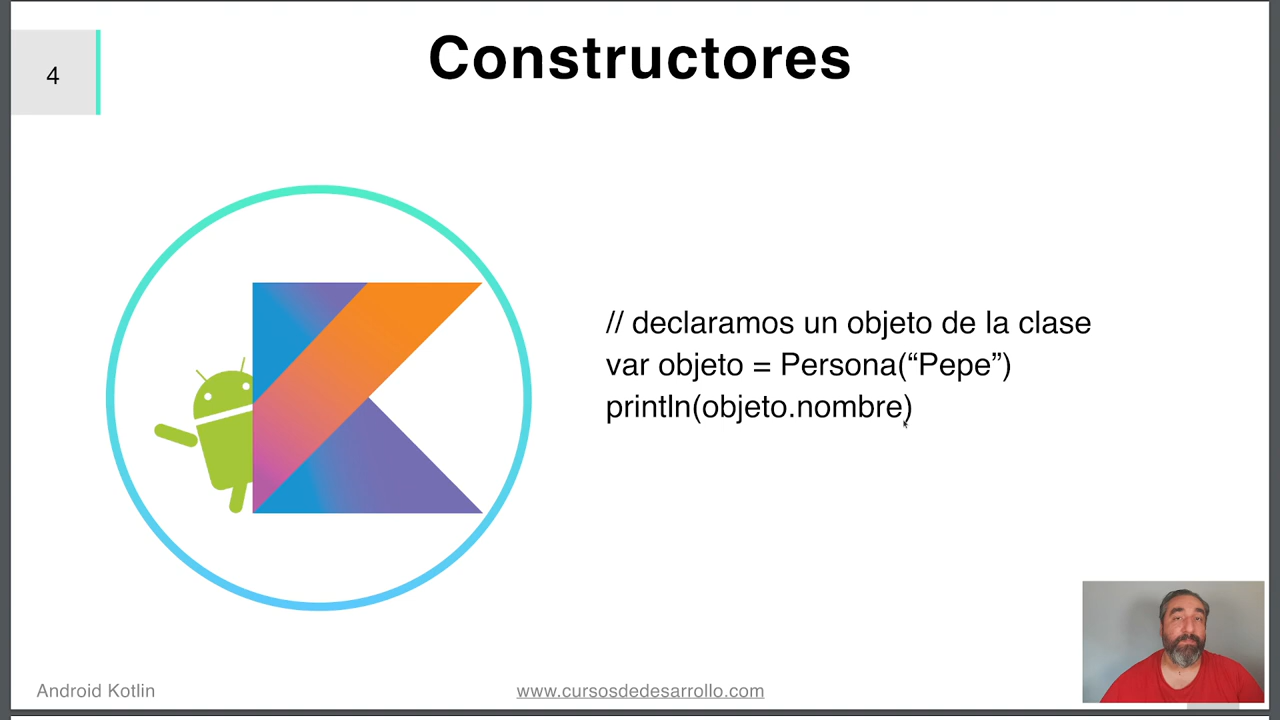 4
Constructores
// declaramos un objeto de la clase
var objeto = Persona(“Pepe”)
println(objeto.nombre)
Android Kotlin
www.cursosdedesarrollo.com